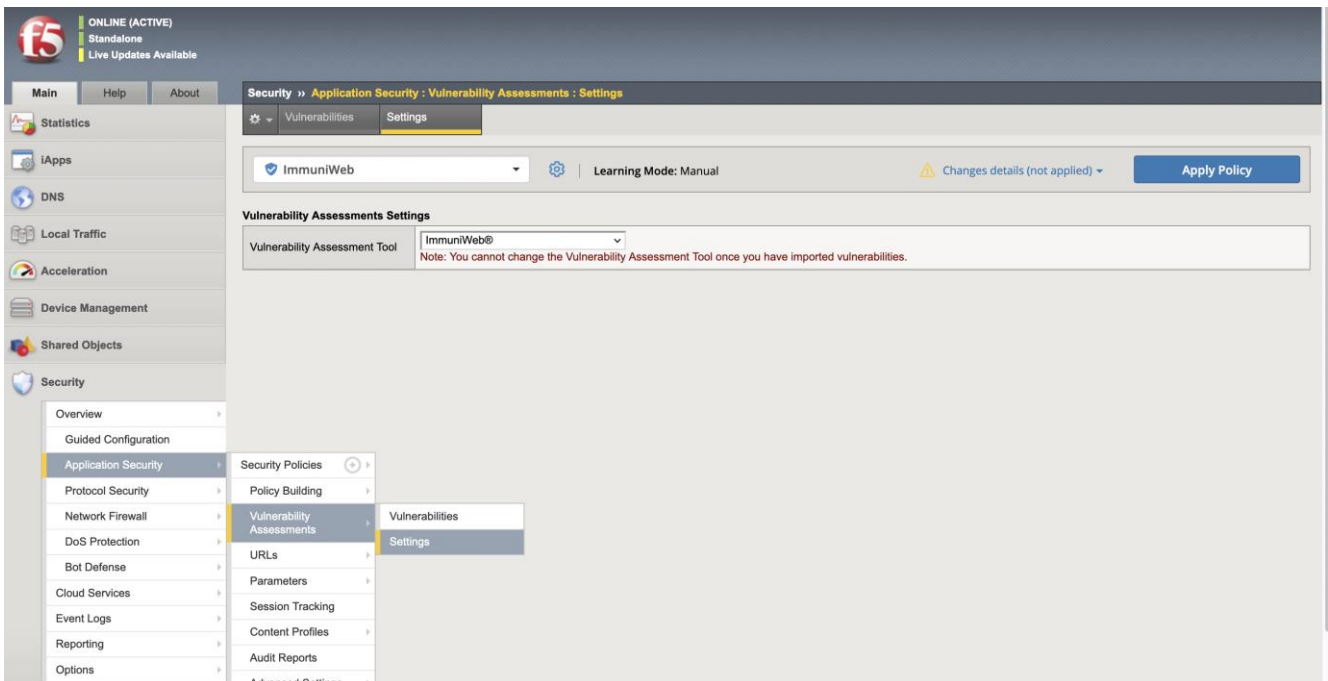 f5
ONLINE (ACTIVE)
Standalone
Live Updates Available
Main
Help
About
Security ›› Application Security : Vulnerability Assessments : Settings
Vulnerabilities
Settings
Statistics
iApps
DNS
Local Traffic
Acceleration
Device Management
Shared Objects
Security
ImmuniWeb
Learning Mode: Manual
Changes details (not applied)
Apply Policy
Vulnerability Assessments Settings
Vulnerability Assessment Tool
ImmuniWeb®
Note: You cannot change the Vulnerability Assessment Tool once you have imported vulnerabilities.
Overview
Guided Configuration
Application Security
Protocol Security
Network Firewall
DoS Protection
Bot Defense
Cloud Services
Event Logs
Reporting
Options
Security Policies
Policy Building
Vulnerability
Assessments
URLs
Parameters
Session Tracking
Content Profiles
Audit Reports
Vulnerabilities
Settings